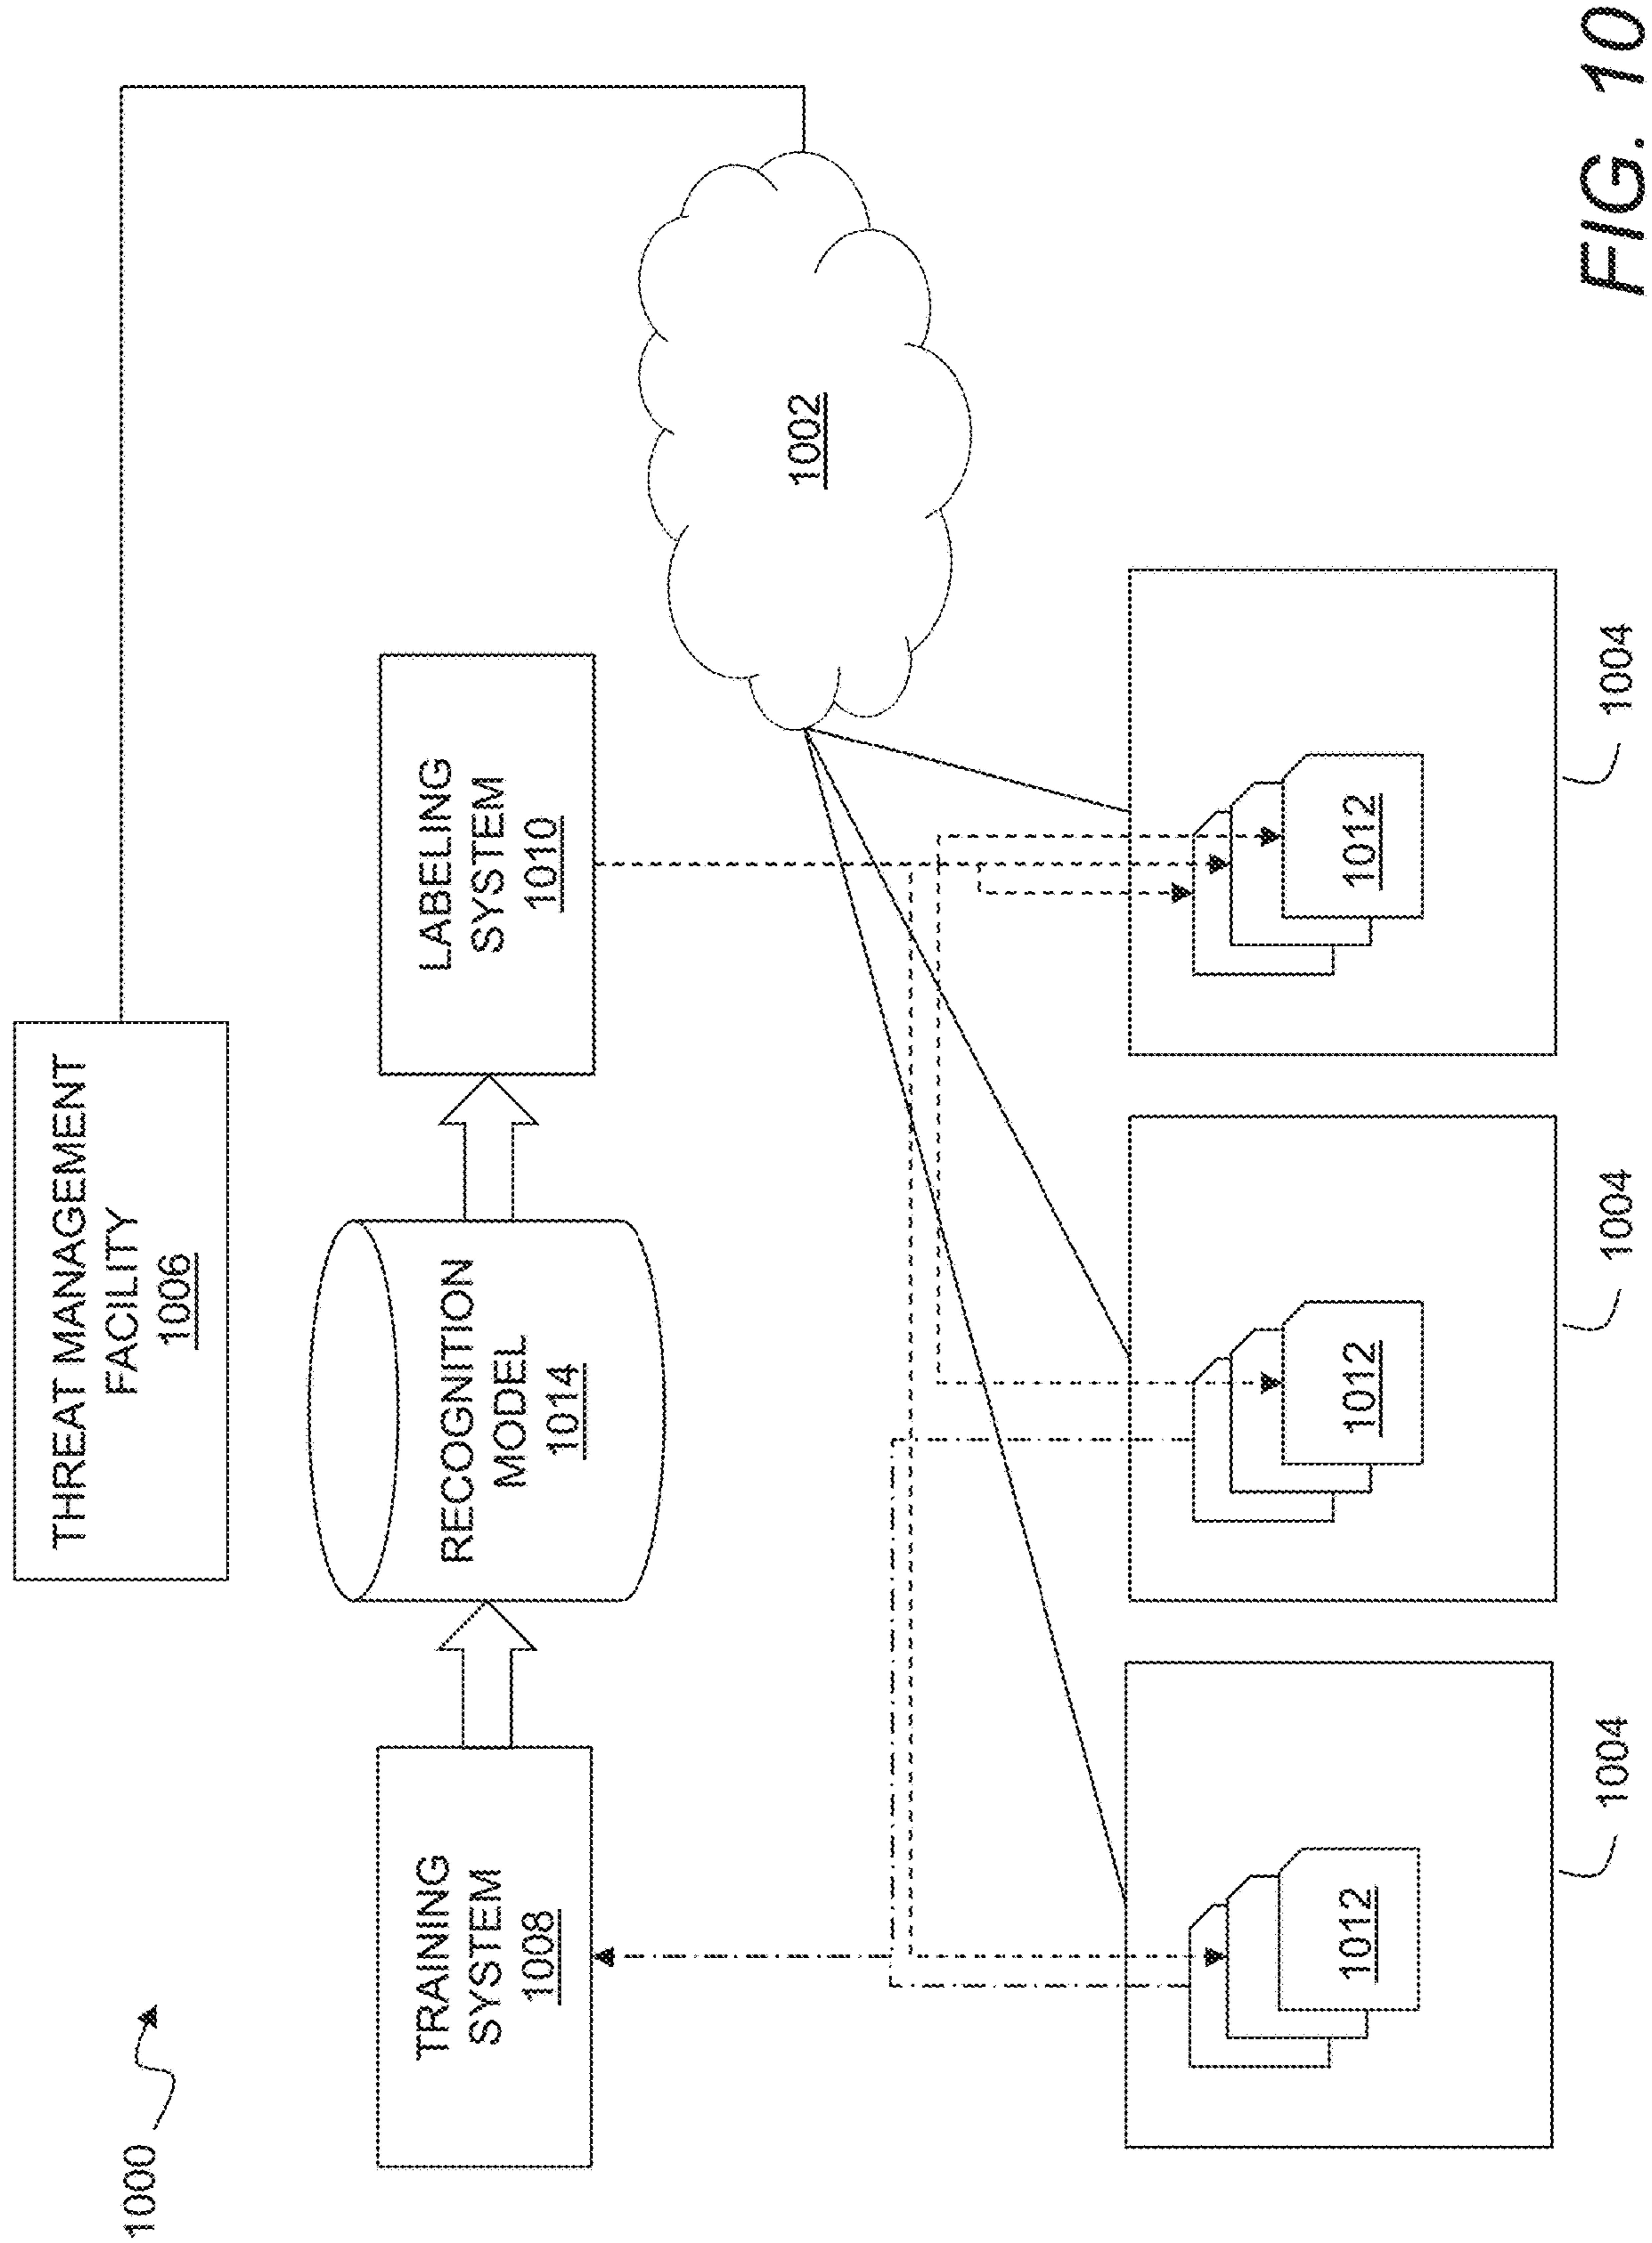 1000
THREAT MANAGEMENT
FACILITY
1006
TRAINING
SYSTEM
1008
RECOGNITION
MODEL
1014
LABELING
SYSTEM
1010
1002
1012
1012
1012
1004
1004
1004
FIG. 10